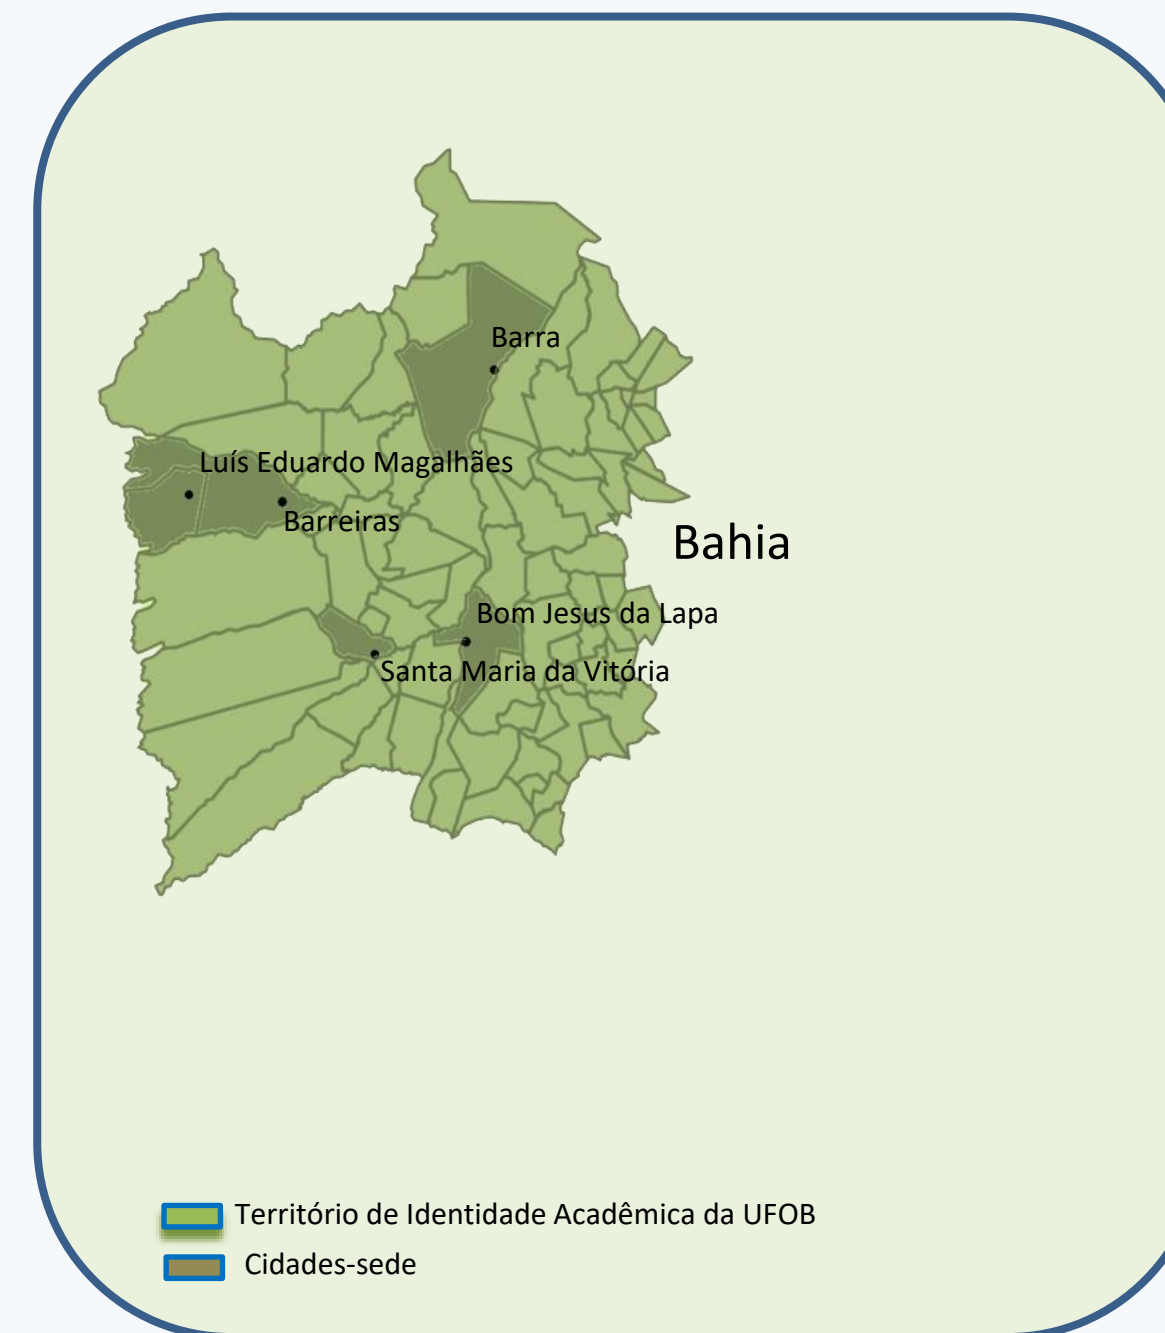 Barra
Luís Eduardo Magalhães
Barreiras
Bahia
Bom Jesus da Lapa
Santa Maria da Vitória
Território de Identidade Acadêmica da UFOB
Cidades-sede